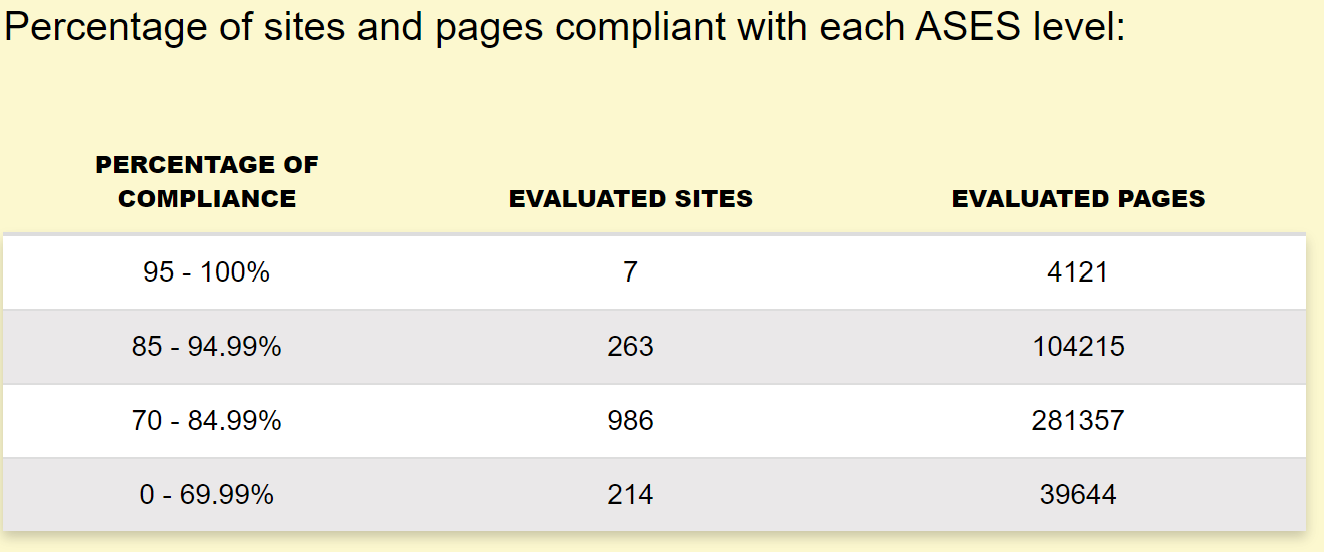 Percentage of sites and pages compliant with each ASES level:
PERCENTAGE OF
COMPLIANCE EVALUATED SITES EVALUATED PAGES
95 - 100% 7 4121
85 - 94.99% 263 104215
70 - 84.99% 986 281357
0 - 69.99% 214 39644